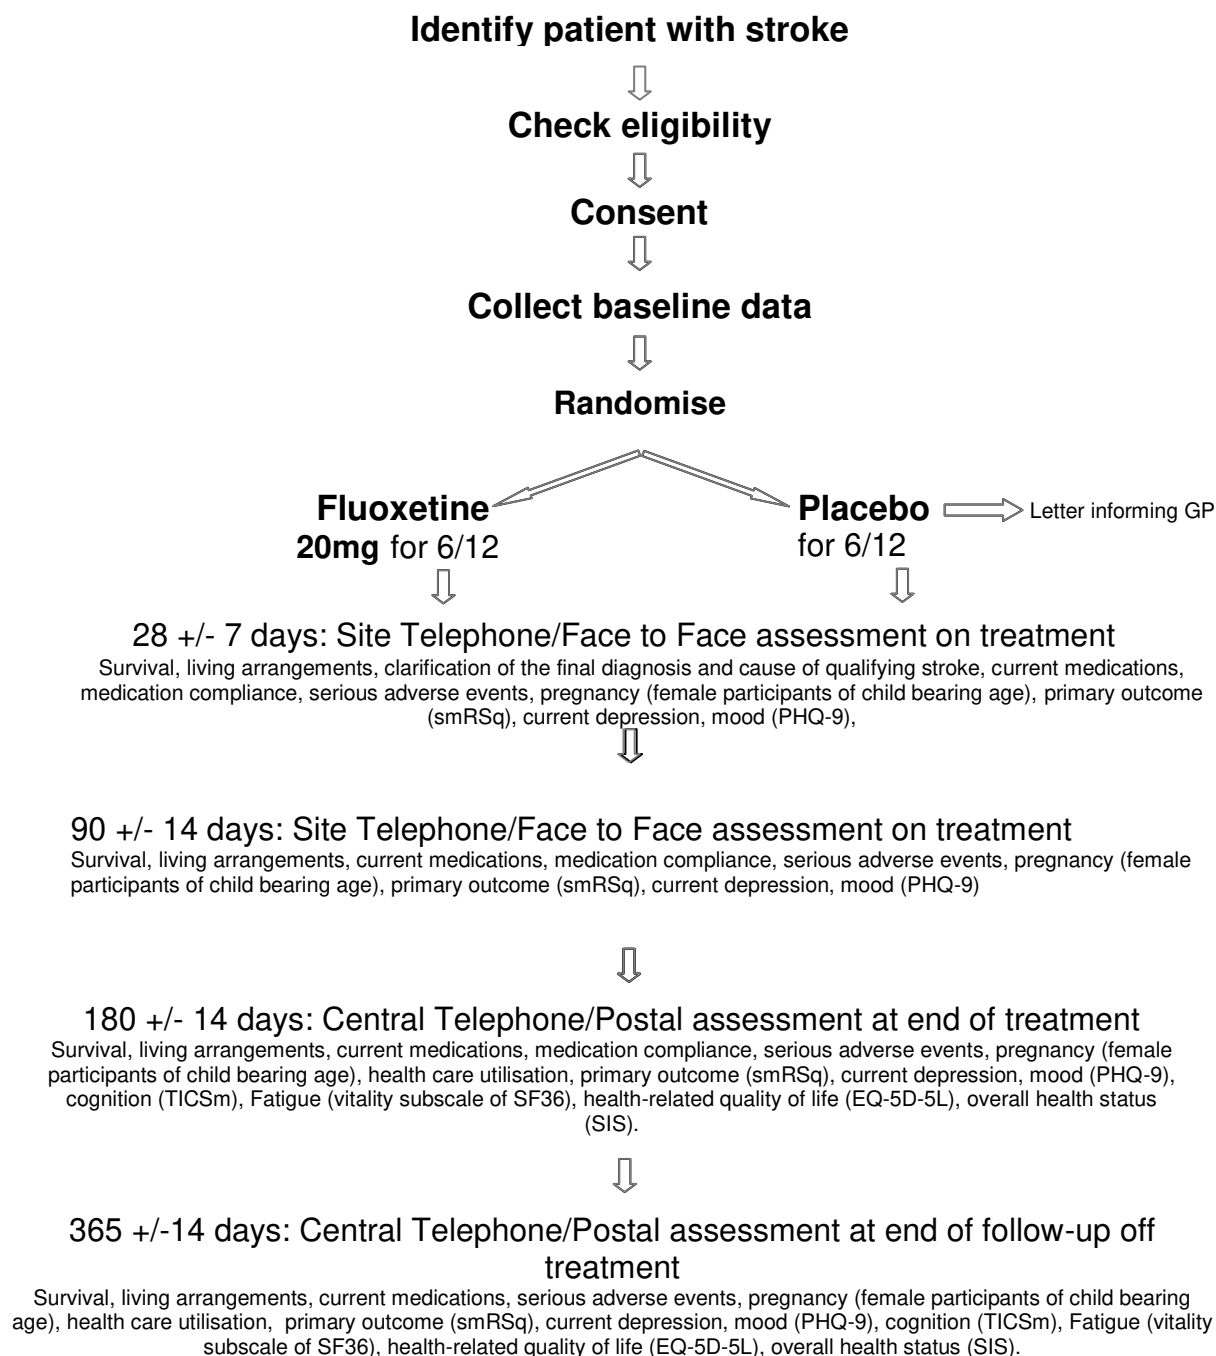 Identify patient with stroke
Check eligibility
Consent
Collect baseline data
Randomise
Fluoxetine
20mg for 6/12
Placebo
for 6/12
Letter informing GP
28 +/- 7 days: Site Telephone/Face to Face assessment on treatment
Survival, living arrangements, clarification of the final diagnosis and cause of qualifying stroke, current medications,
medication compliance, serious adverse events, pregnancy (female participants of child bearing age), primary outcome
(smRSq), current depression, mood (PHQ-9),
90 +/- 14 days: Site Telephone/Face to Face assessment on treatment
Survival, living arrangements, current medications, medication compliance, serious adverse events, pregnancy (female
participants of child bearing age), primary outcome (smRSq), current depression, mood (PHQ-9)
180 +/- 14 days: Central Telephone/Postal assessment at end of treatment
Survival, living arrangements, current medications, medication compliance, serious adverse events, pregnancy (female
participants of child bearing age), health care utilisation, primary outcome (smRSq), current depression, mood (PHQ-9),
cognition (TICSm), Fatigue (vitality subscale of SF36), health-related quality of life (EQ-5D-5L), overall health status
(SIS).
365 +/-14 days: Central Telephone/Postal assessment at end of follow-up off
treatment
Survival, living arrangements, current medications, serious adverse events, pregnancy (female participants of child bearing
age), health care utilisation, primary outcome (smRSq), current depression, mood (PHQ-9), cognition (TICSm), Fatigue (vitality
subscale of SF36), health-related quality of life (EQ-5D-5L), overall health status (SIS).